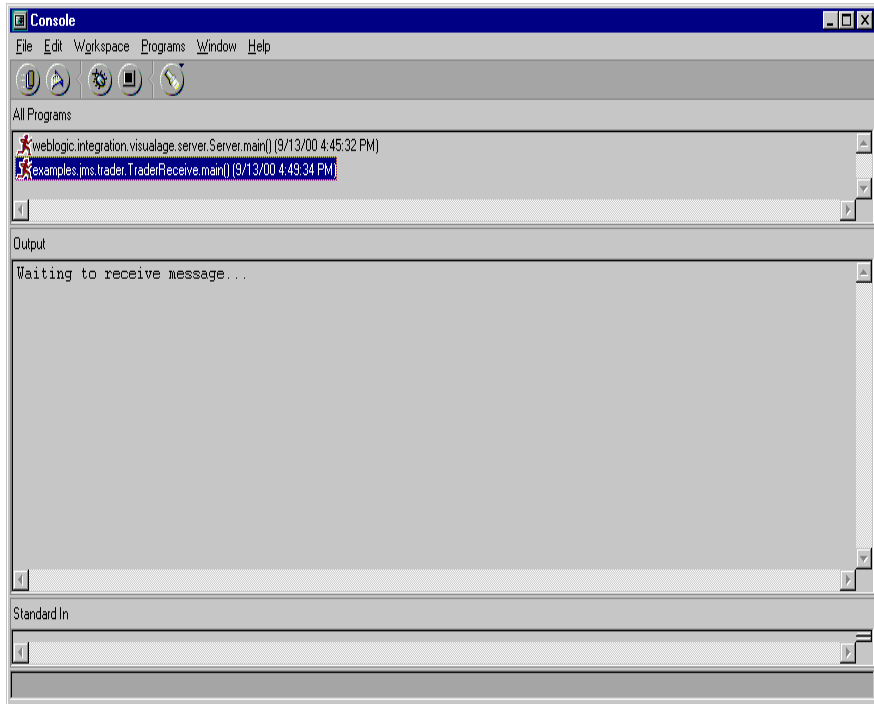 Console
File Edit Workspace Programs Window Help
All Programs
weblogic.integration.visualage.server.Server.main() (9/13/00 4:45:32 PM)
examples.jms.trader.TraderReceive.main() (9/13/00 4:49:34 PM)
Output
Waiting to receive message...
Standard In